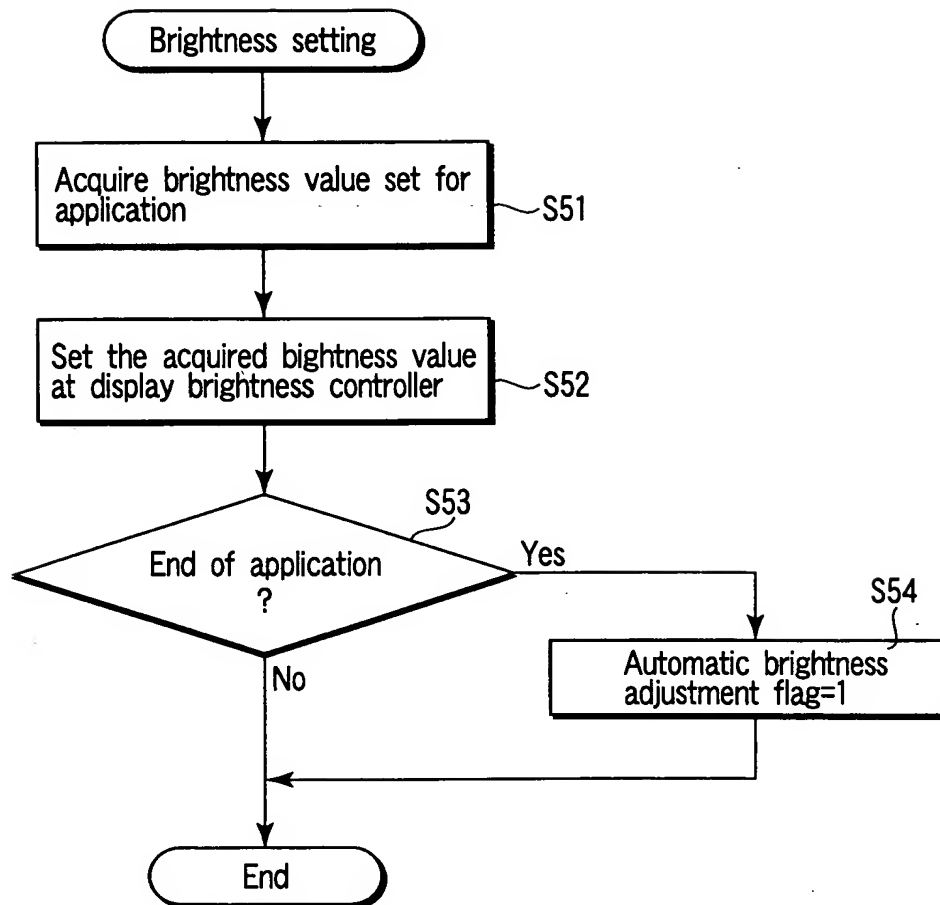 Brightness setting
Acquire brightness value set for
application
S51
Set the acquired bightness value
at display brightness controller
S52
S53
End of application
?
Yes
No
S54
Automatic brightness
adjustment flag=1
End